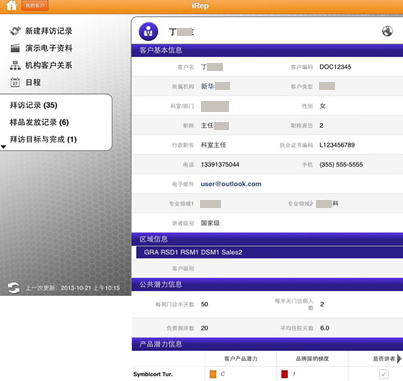 我的客户 iRep
新建拜访记录
演示电子资料
机构客户关系
日程
拜访记录 (35)
样品发放记录 (6)
拜访目标与完成 (1)
上一次更新：2013-10-21 上午10:15
丁
客户基本信息
客户名 丁 客户编码 DOC12345
所属机构 新华 客户类型
科室/部门 性别 女
职称 主任 2
行政职务 科室主任 执业证书编码 L123456789
电话 13391375044 手机 (355) 555-5555
电子邮件 user@outlook.com
专业领域1 专业领域2 科
讲者级别 国家级
区域信息
GRA RSD1 RSM1 DSM1 Sales2
客户级别
公共潜力信息
每周门诊半天数 50 每半天门诊病人数 2
负责病床数 20 平均住院天数 6.0
产品潜力信息
客户产品潜力 品牌报销梯度 是否讲者
Symbicort Tur. C 1